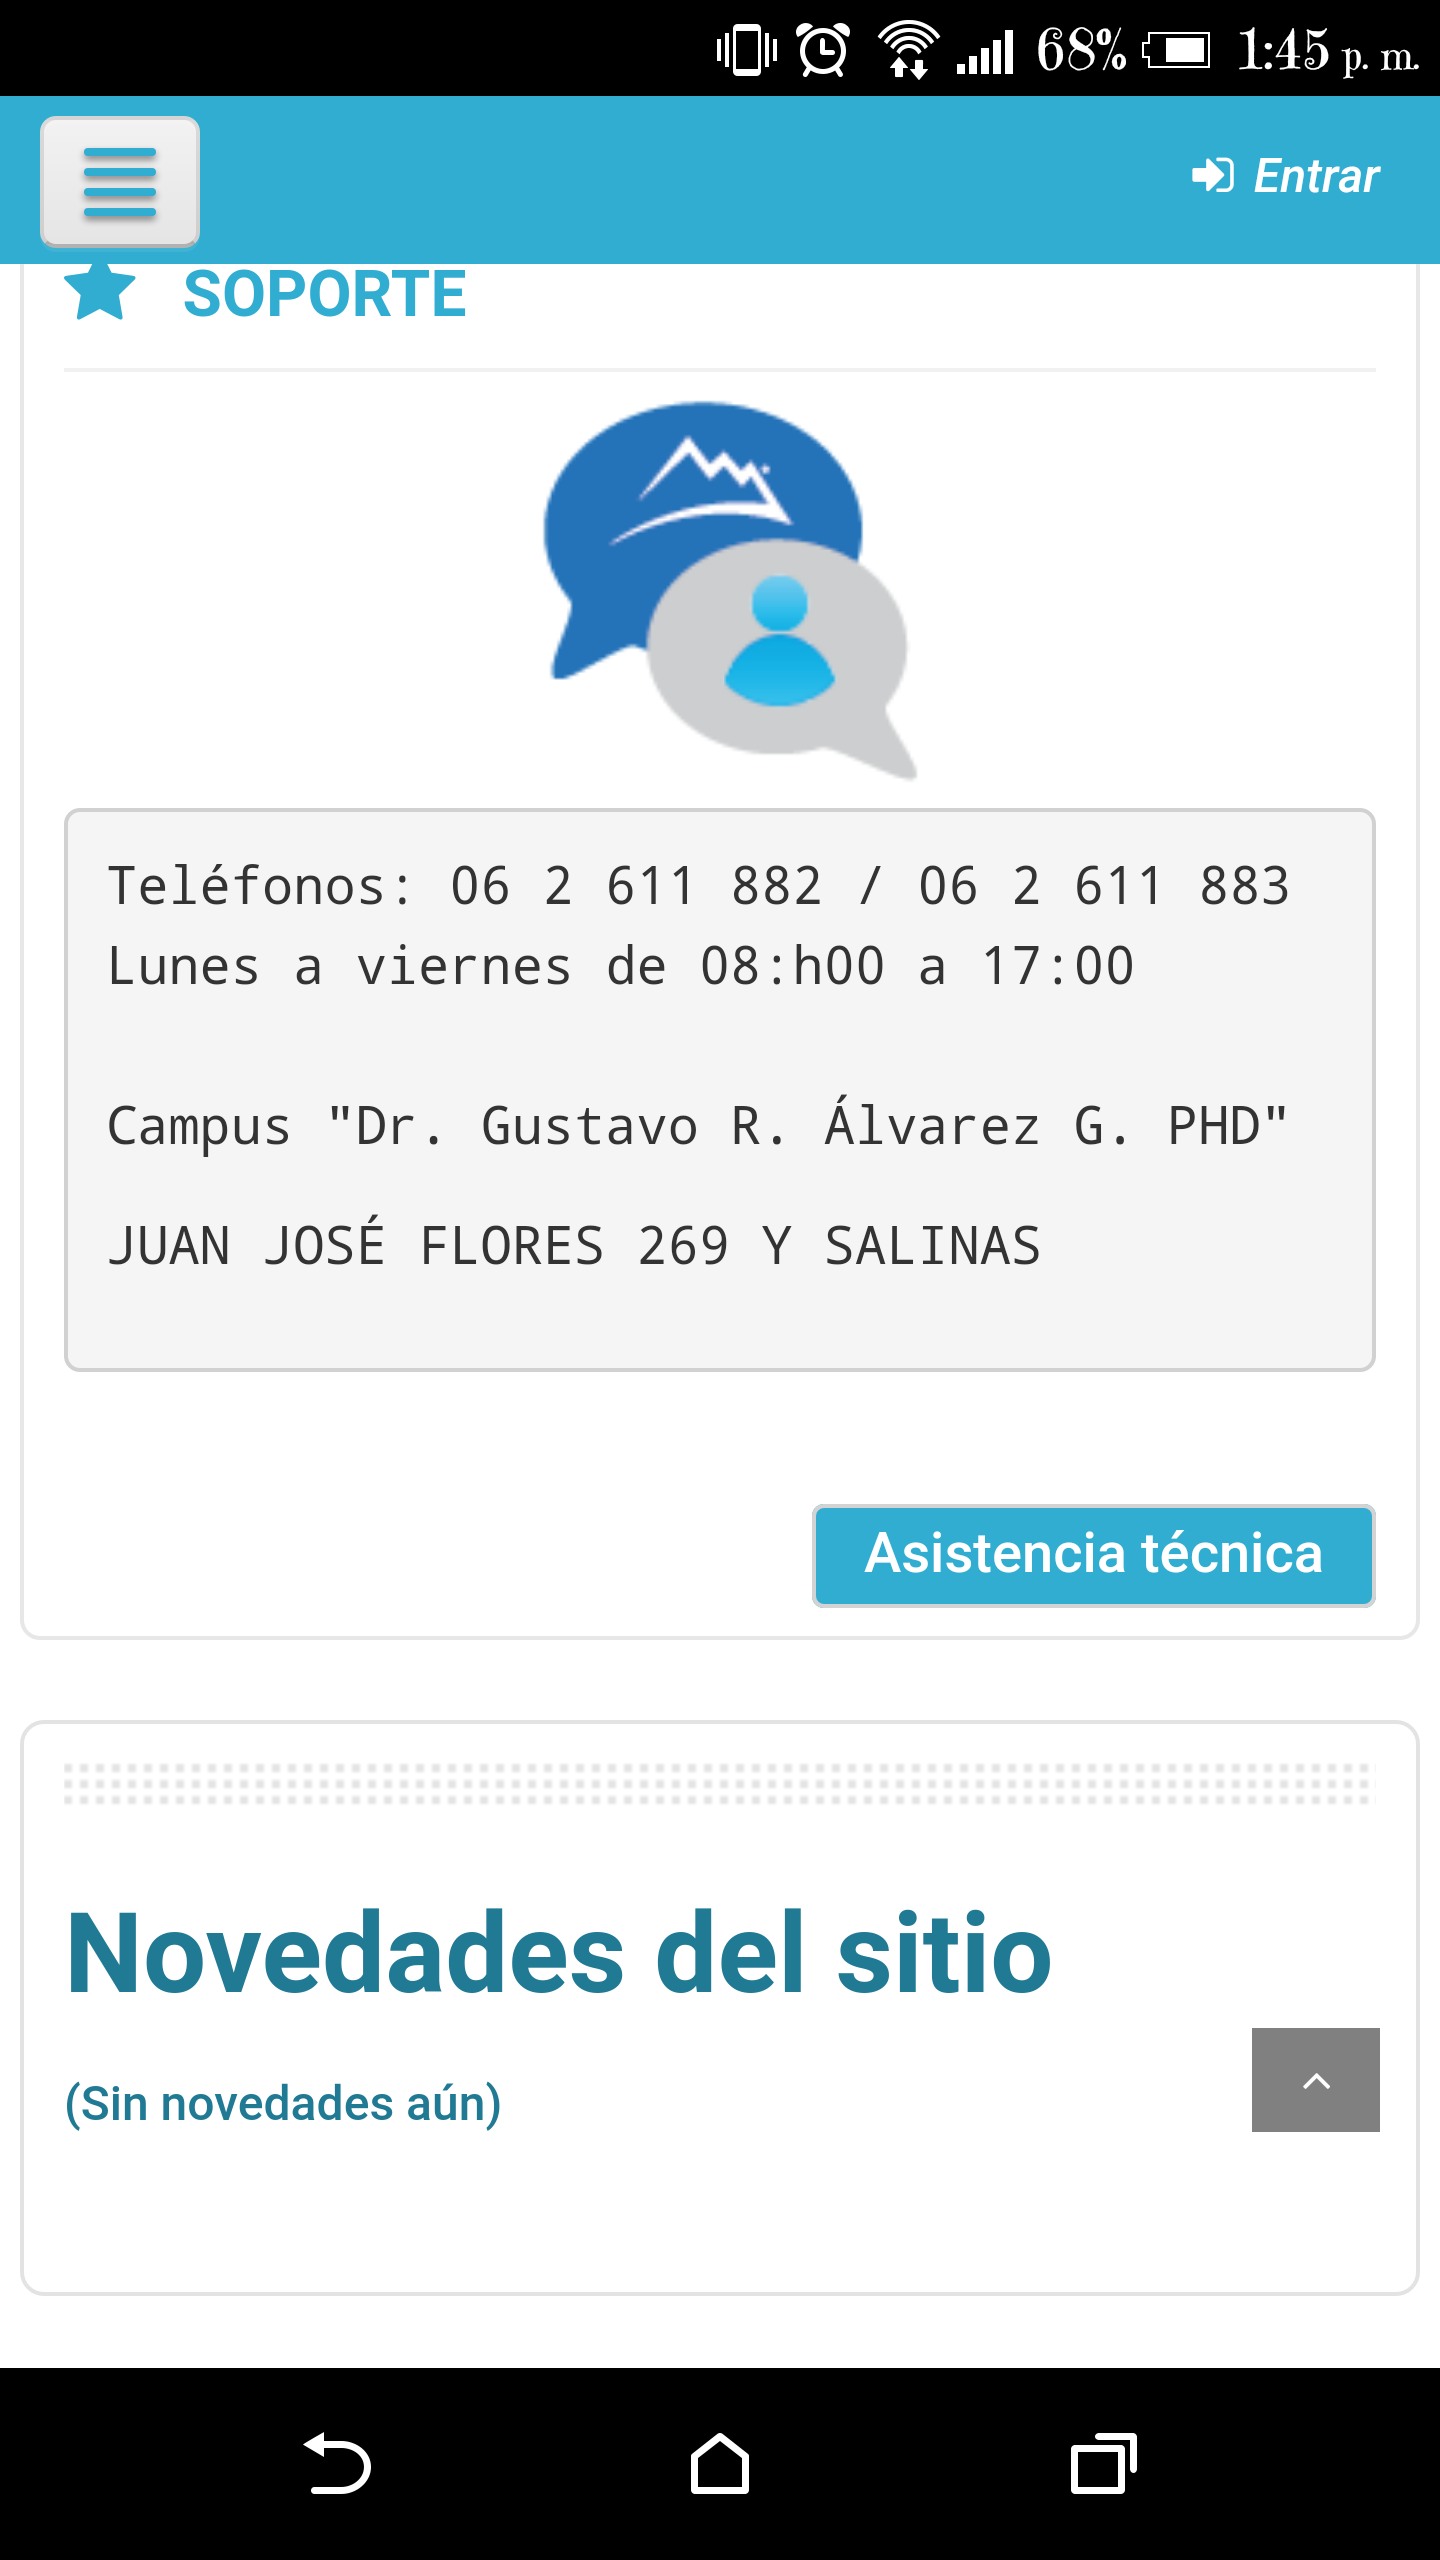 68% 1:45 p. m.
Entrar
SOPORTE
Teléfonos: 06 2 611 882 / 06 2 611 883
Lunes a viernes de 08:h00 a 17:00
Campus "Dr. Gustavo R. Álvarez G. PHD"
JUAN JOSÉ FLORES 269 Y SALINAS
Asistencia técnica
Novedades del sitio
(Sin novedades aún)